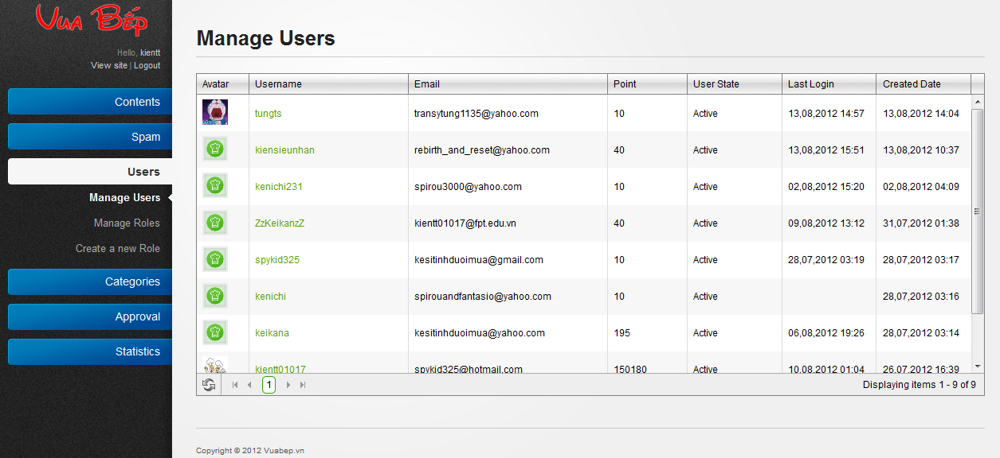 Vua Bếp
Hello, kientt
View site | Logout
Contents
Spam
Users
Manage Users
Manage Roles
Create a new Role
Categories
Approval
Statistics
Manage Users
Avatar Username Email Point User State Last Login Created Date
tungts transytung1135@yahoo.com 10 Active 13,08,2012 14:57 13,08,2012 14:04
kiensieunhan rebirth_and_reset@yahoo.com 40 Active 13,08,2012 15:51 13,08,2012 10:37
kenichi231 spirou3000@yahoo.com 10 Active 02,08,2012 15:20 02,08,2012 04:09
ZzKeikanzZ kientt01017@fpt.edu.vn 40 Active 09,08,2012 13:12 31,07,2012 01:38
spykid325 kesitinhduoimua@gmail.com 10 Active 28,07,2012 03:19 28,07,2012 03:17
kenichi spirouandfantasio@yahoo.com 10 Active 28,07,2012 03:16
keikana kesitinhduoimua@yahoo.com 195 Active 06,08,2012 19:26 28,07,2012 03:14
kientt01017 spykid325@hotmail.com 150180 Active 10,08,2012 01:04 26,07,2012 16:39
1 Displaying items 1 - 9 of 9
Copyright © 2012 Vuabep.vn